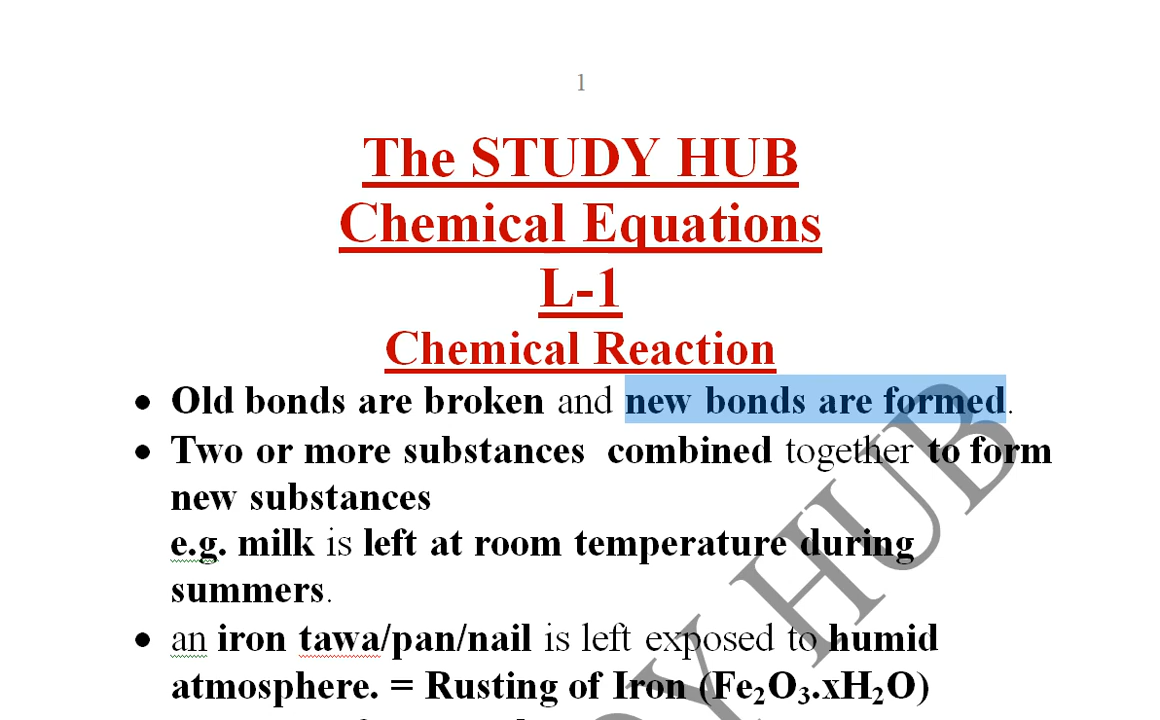 1
The STUDY HUB
Chemical Equations
L-1
Chemical Reaction
• Old bonds are broken and new bonds are formed.
• Two or more substances combined together to form
new substances
e.g. milk is left at room temperature during
summers.
• an iron tawa/pan/nail is left exposed to humid
atmosphere. = Rusting of Iron (Fe₂O₃.xH₂O)
Y HUB